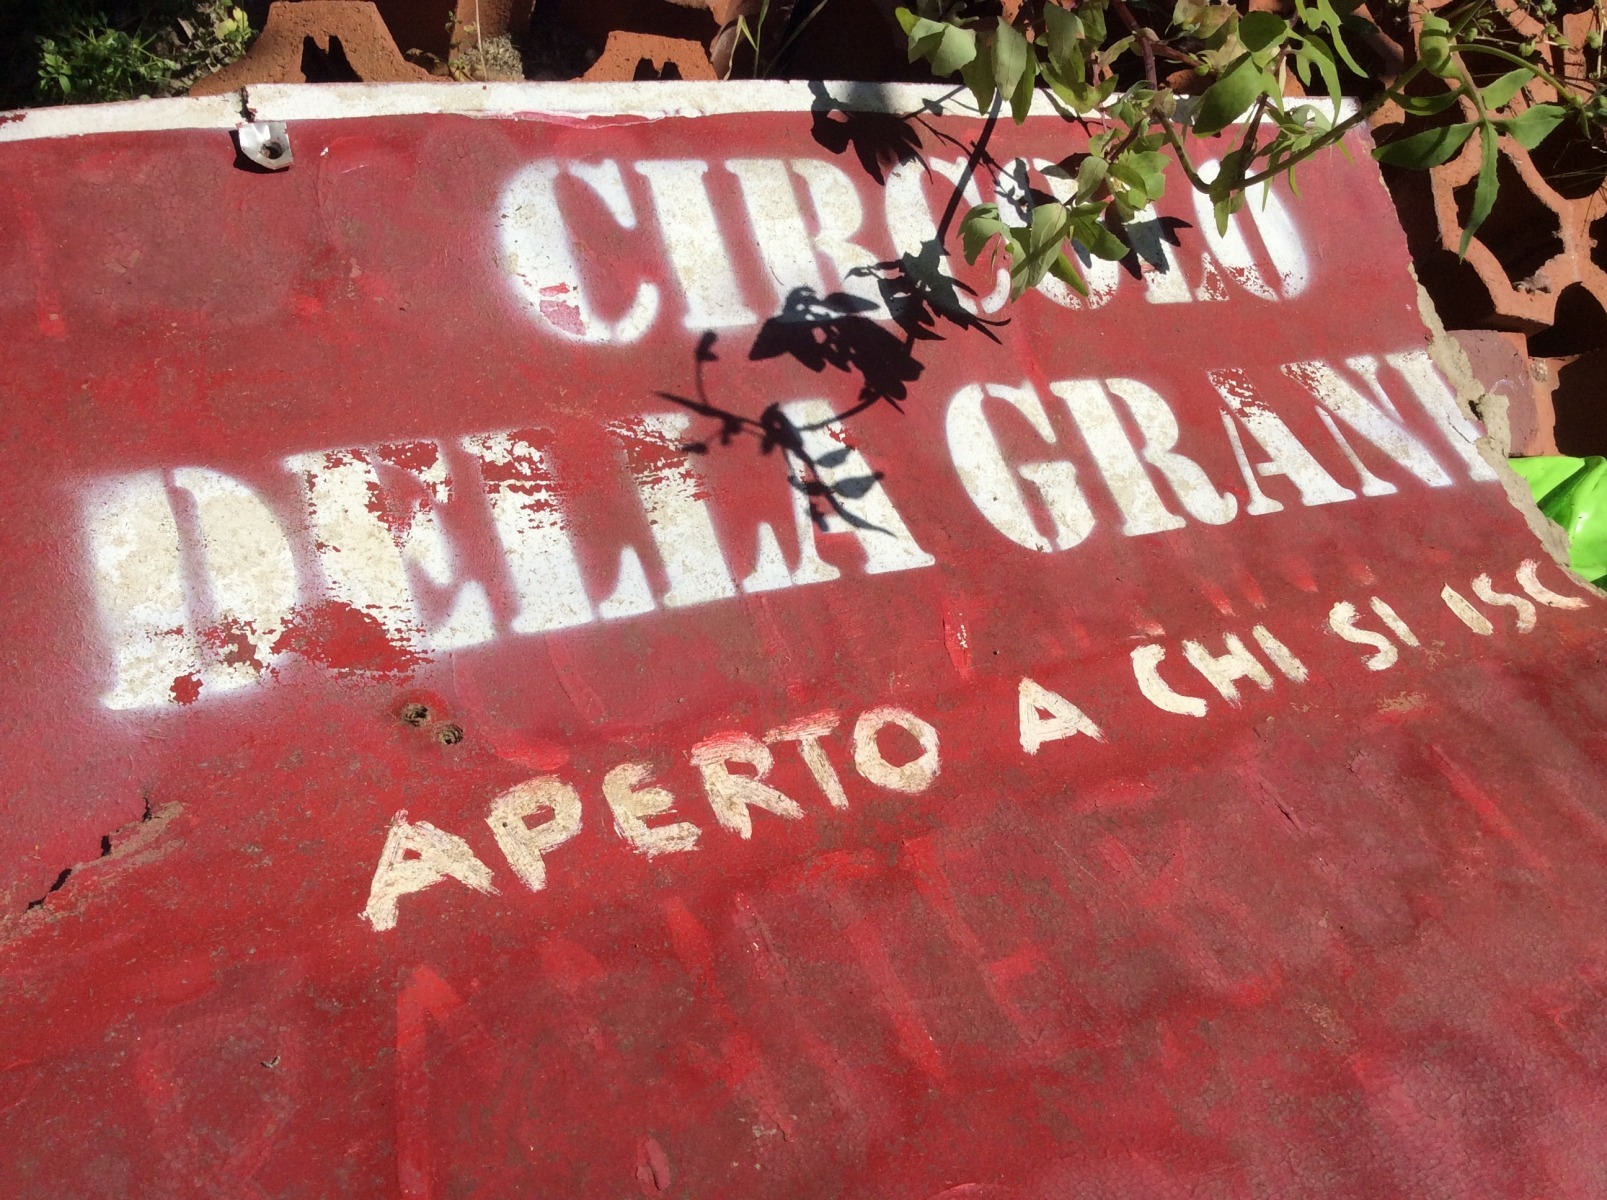 CIRCOLO
DELLA GRAN
APERTO A CHI SI ISC